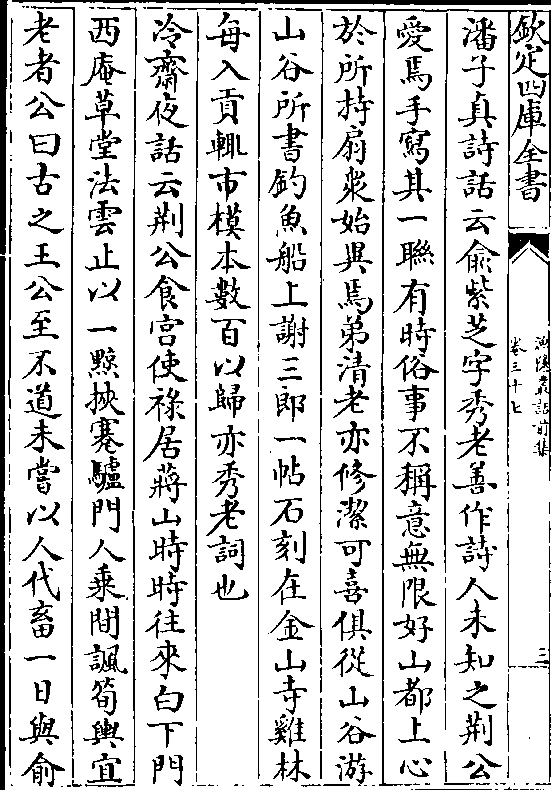 欽定四庫全書
漁隱叢話前集
卷三十七
三
潘子真詩話云俞紫芝字秀老善作詩人未知之荆公
愛焉手寫其一聯有時俗事不稱意無限好山都上心
於所持扇衆始異焉弟清老亦修潔可喜俱從山谷游
山谷所書釣魚船上謝三郎一帖石刻在金山寺雞林
每入貢輒市模本數百以歸亦秀老詞也
冷齋夜話云荆公食宫使祿居蔣山時時往來白下門
西庵草堂法雲止以一黥挾蹇驢門人乗間諷筍輿宜
老者公曰古之王公至不道未嘗以人代畜一日與俞